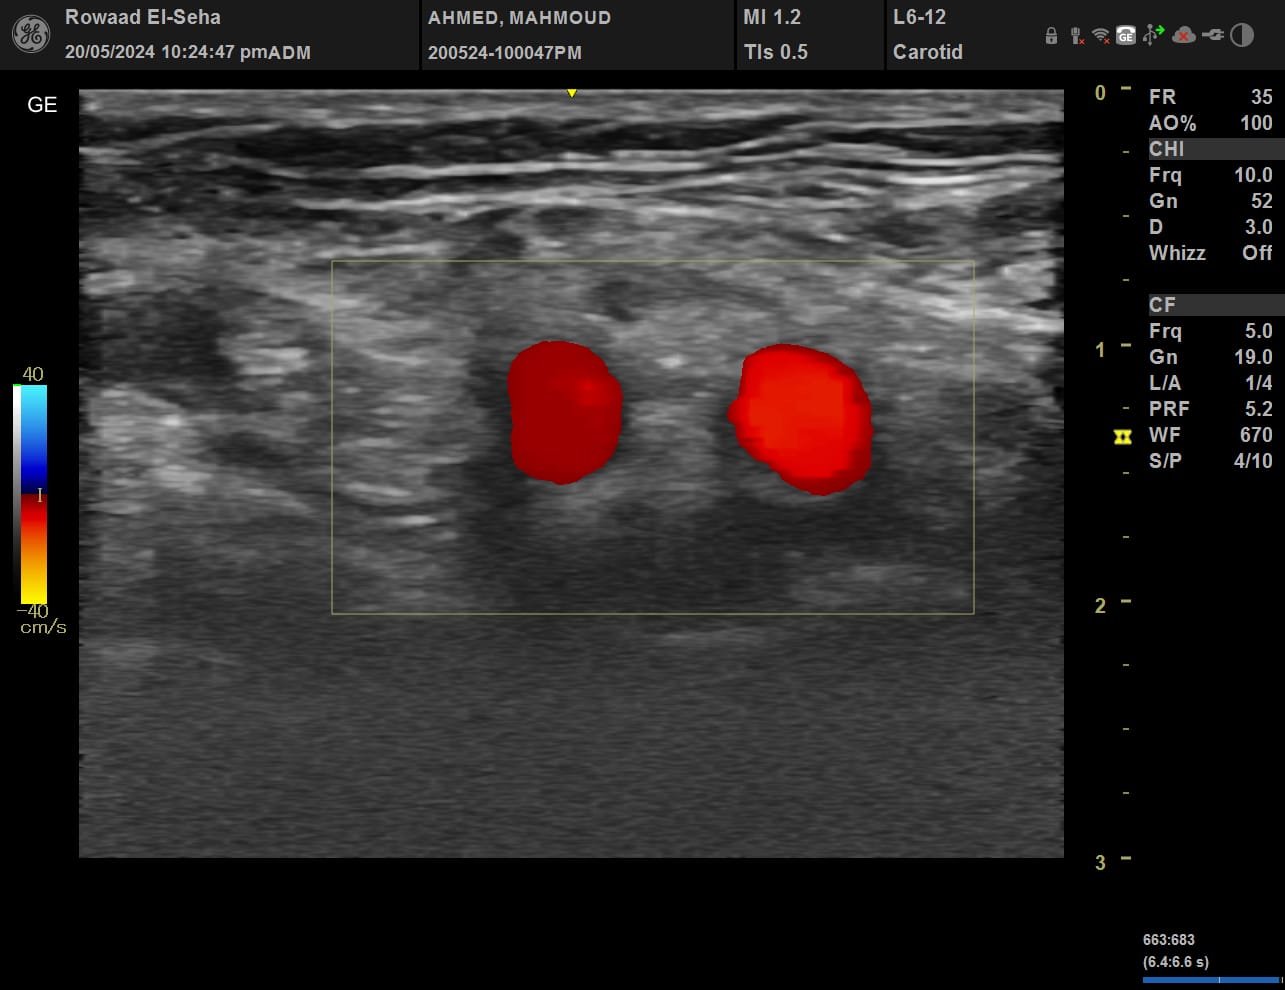 Rowaad El-Seha
20/05/2024 10:24:47 pmADM
AHMED, MAHMOUD
200524-100047PM
MI 1.2
TIs 0.5
L6-12
Carotid
GE
GE
0
1
2
3
FR 35
AO% 100
CHI
Frq 10.0
Gn 52
D 3.0
Whizz Off
CF
Frq 5.0
Gn 19.0
L/A 1/4
PRF 5.2
WF 670
S/P 4/10
40
-40
cm/s
663:683
(6.4:6.6 s)